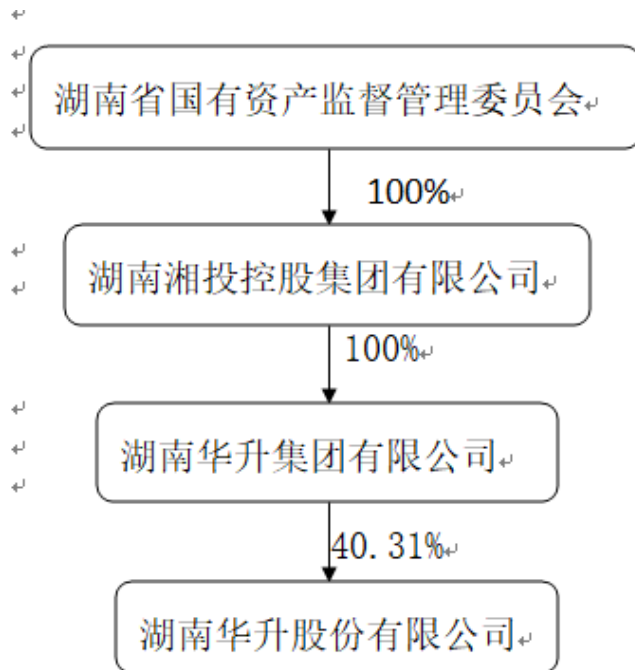 湖南省国有资产监督管理委员会
100%
湖南湘投控股集团有限公司
100%
湖南华升集团有限公司
40.31%
湖南华升股份有限公司